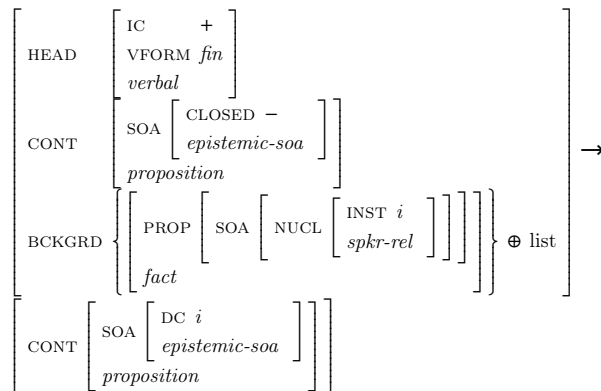 IC +
HEAD VFORM fin
verbal
CLOSED −
SOA
CONT epistemic-soa
proposition
→
INST i
PROP SOA NUCL
spkr-rel
BCKGRD ⊕ list
fact
DC i
SOA
CONT epistemic-soa
proposition